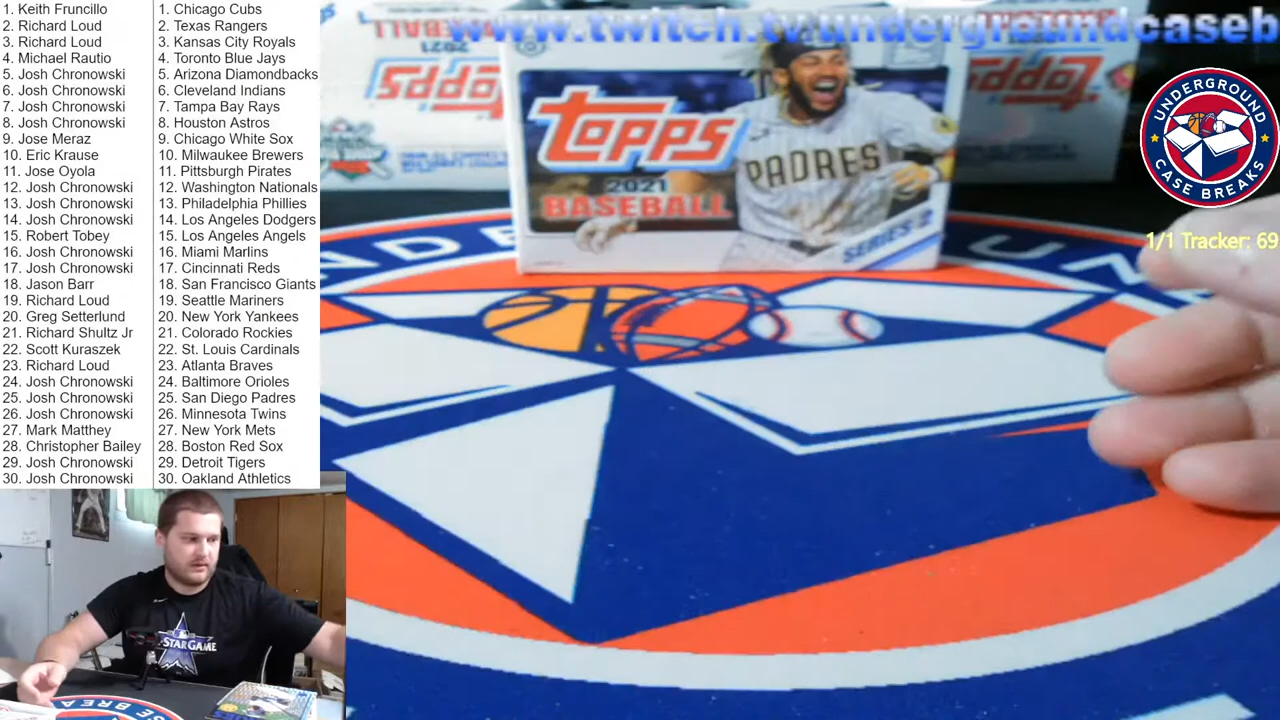 1. Keith Fruncillo
2. Richard Loud
3. Richard Loud
4. Michael Rautio
5. Josh Chronowski
6. Josh Chronowski
7. Josh Chronowski
8. Josh Chronowski
9. Jose Meraz
10. Eric Krause
11. Jose Oyola
12. Josh Chronowski
13. Josh Chronowski
14. Josh Chronowski
15. Robert Tobey
16. Josh Chronowski
17. Josh Chronowski
18. Jason Barr
19. Richard Loud
20. Greg Setterlund
21. Richard Shultz Jr
22. Scott Kuraszek
23. Richard Loud
24. Josh Chronowski
25. Josh Chronowski
26. Josh Chronowski
27. Mark Matthey
28. Christopher Bailey
29. Josh Chronowski
30. Josh Chronowski
1. Chicago Cubs
2. Texas Rangers
3. Kansas City Royals
4. Toronto Blue Jays
5. Arizona Diamondbacks
6. Cleveland Indians
7. Tampa Bay Rays
8. Houston Astros
9. Chicago White Sox
10. Milwaukee Brewers
11. Pittsburgh Pirates
12. Washington Nationals
13. Philadelphia Phillies
14. Los Angeles Dodgers
15. Los Angeles Angels
16. Miami Marlins
17. Cincinnati Reds
18. San Francisco Giants
19. Seattle Mariners
20. New York Yankees
21. Colorado Rockies
22. St. Louis Cardinals
23. Atlanta Braves
24. Baltimore Orioles
25. San Diego Padres
26. Minnesota Twins
27. New York Mets
28. Boston Red Sox
29. Detroit Tigers
30. Oakland Athletics
www.twitch.tv/undergroundcaseb
topps
2021
BASEBALL
PADRES
SERIES 2
topps
2021
topps
UNDERGROUND
CASE BREAKS
1/1 Tracker: 69
STAR GAME